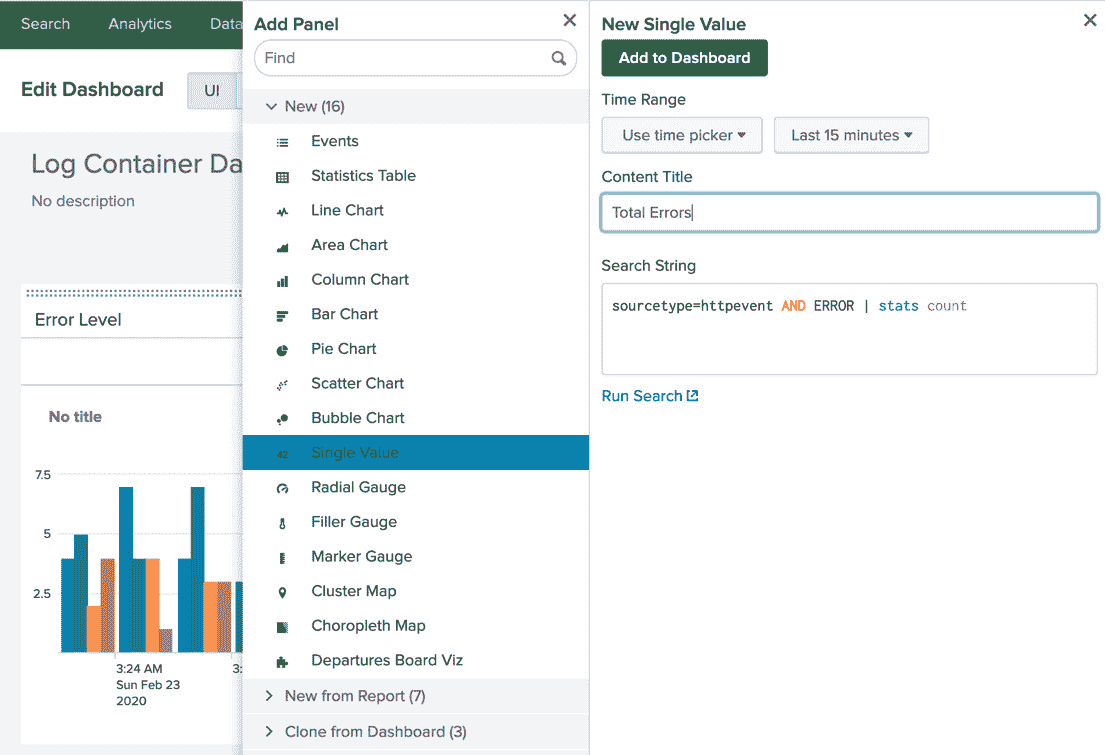 Search Analytics Data
Edit Dashboard UI
Log Container Da
No description
Error Level
No title
7.5
5
2.5
3:24 AM 3:
Sun Feb 23
2020
Add Panel
Find
New (16)
Events
Statistics Table
Line Chart
Area Chart
Column Chart
Bar Chart
Pie Chart
Scatter Chart
Bubble Chart
42 Single Value
Radial Gauge
Filler Gauge
Marker Gauge
Cluster Map
Choropleth Map
Departures Board Viz
New from Report (7)
Clone from Dashboard (3)
New Single Value
Add to Dashboard
Time Range
Use time picker Last 15 minutes
Content Title
Total Errors
Search String
sourcetype=httpevent AND ERROR | stats count
Run Search